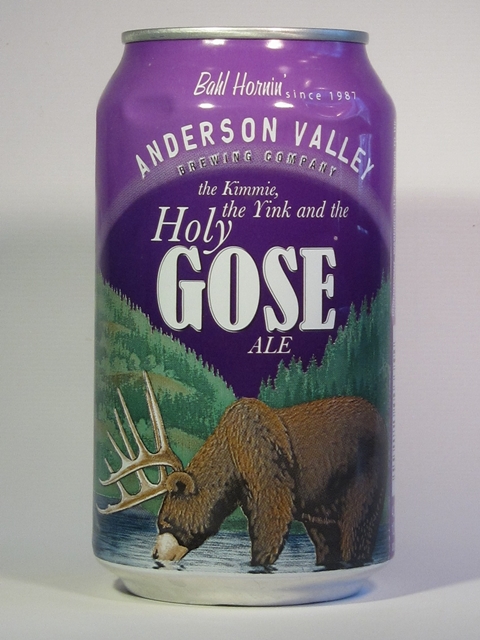 Bahl Hornin' since 1987
ANDERSON VALLEY
BREWING COMPANY
the Kimmie,
the Yink and the
Holy
GOSE
ALE